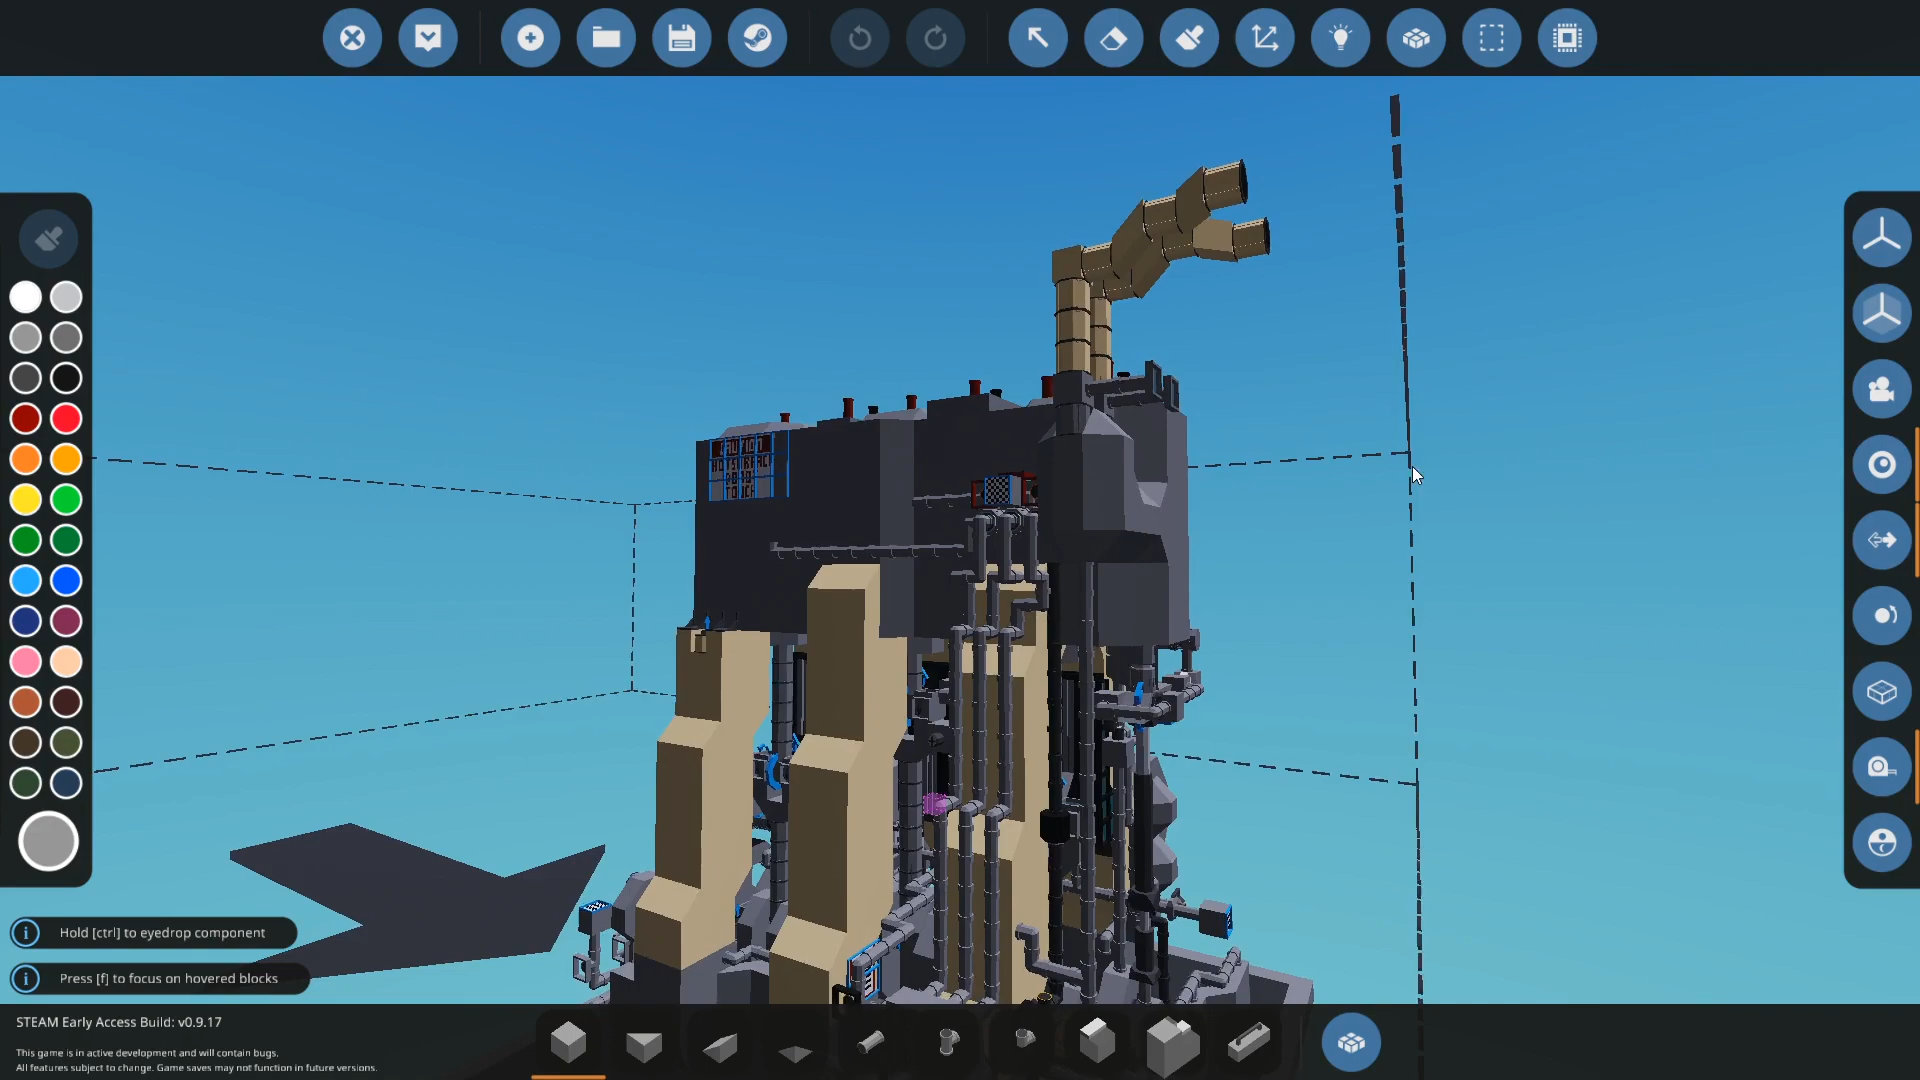 Hold [ctrl] to eyedrop component
Press [f] to focus on hovered blocks
STEAM Early Access Build: v0.9.17
This game is in active development and will contain bugs.
All features subject to change. Game saves may not function in future versions.